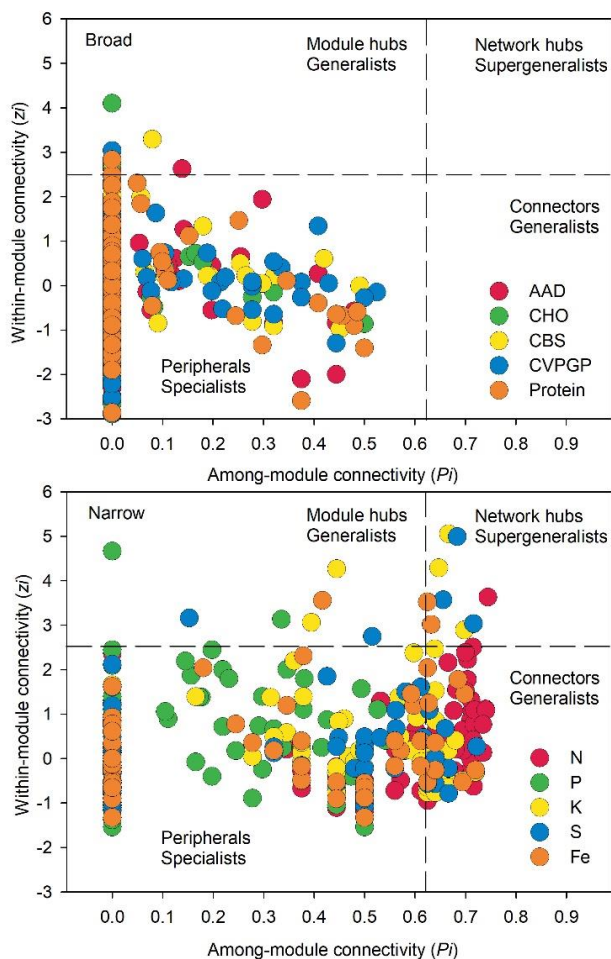 Broad
Module hubs
Generalists
Network hubs
Supergeneralists
Connectors
Generalists
Peripherals
Specialists
AAD
CHO
CBS
CVPGP
Protein
Within-module connectivity (zi)
6
5
4
3
2
1
0
-1
-2
-3
0.0 0.1 0.2 0.3 0.4 0.5 0.6 0.7 0.8 0.9
Among-module connectivity (Pi)
Narrow
Module hubs
Generalists
Network hubs
Supergeneralists
Connectors
Generalists
Peripherals
Specialists
N
P
K
S
Fe
Within-module connectivity (zi)
6
5
4
3
2
1
0
-1
-2
-3
0.0 0.1 0.2 0.3 0.4 0.5 0.6 0.7 0.8 0.9
Among-module connectivity (Pi)